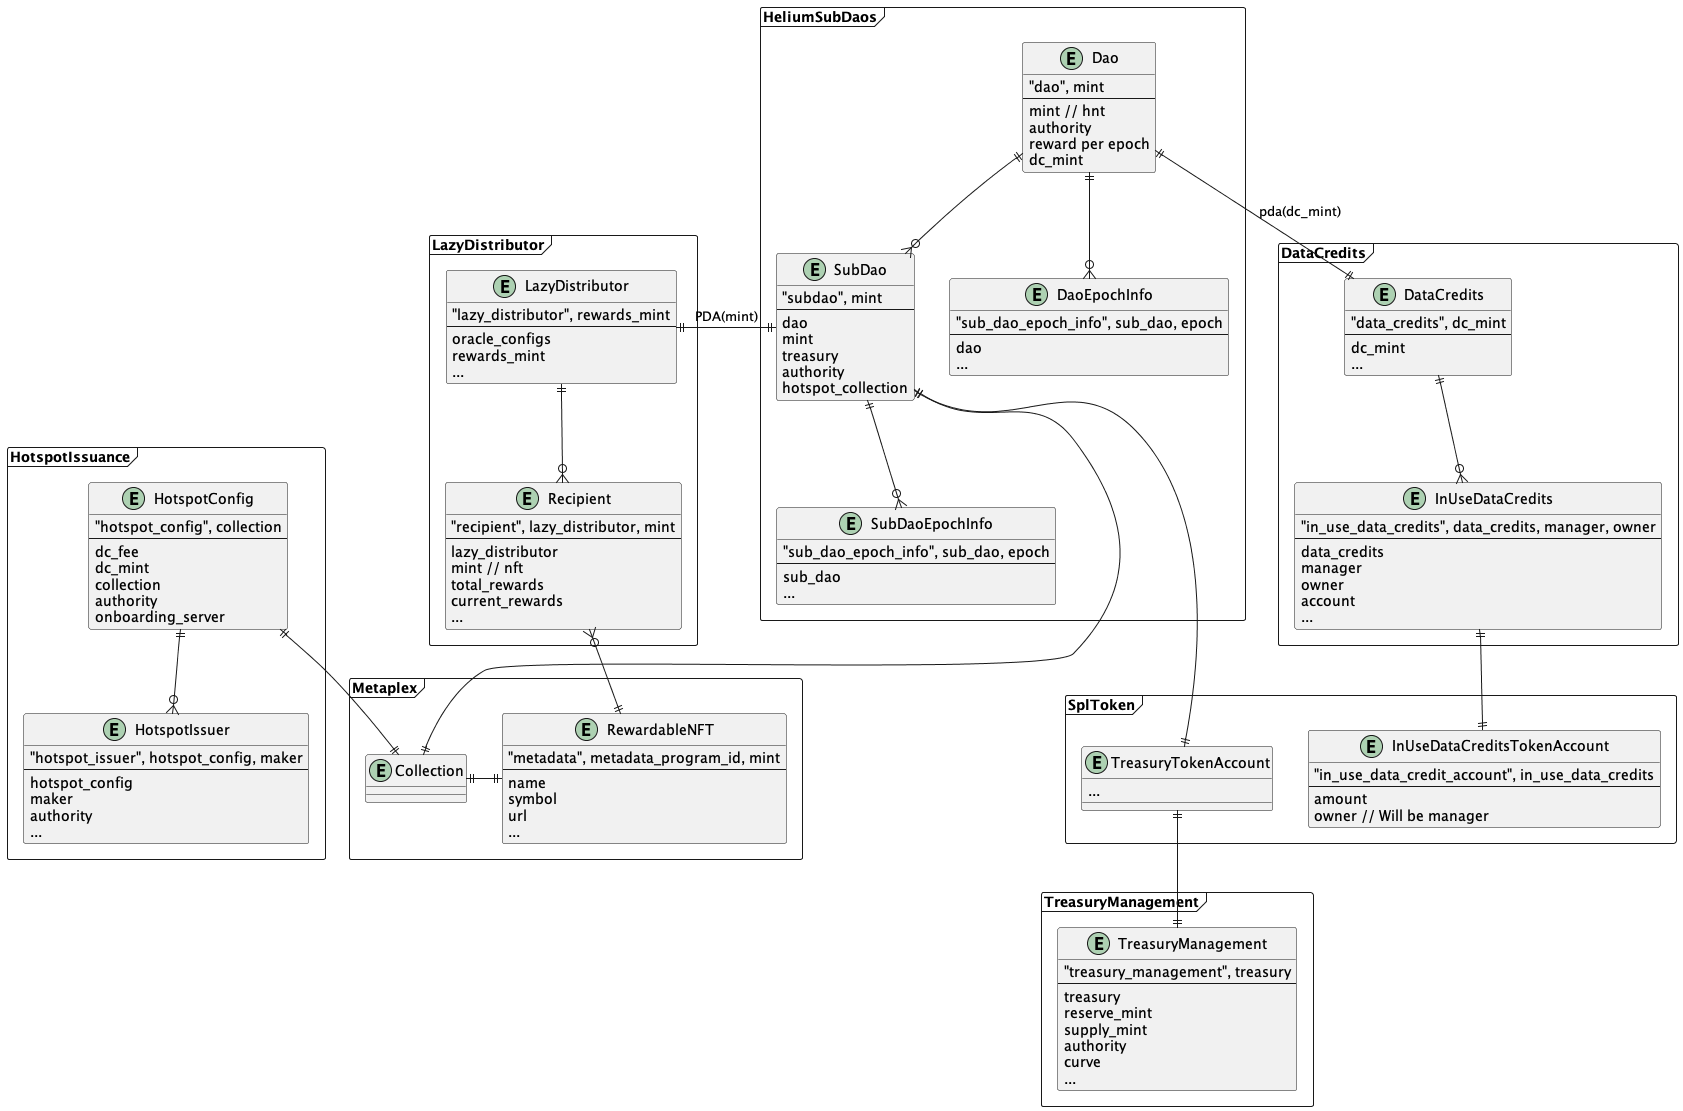 HeliumSubDaos
E Dao
"dao", mint
mint // hnt
authority
reward per epoch
dc_mint
pda(dc_mint)
E SubDao
"subdao", mint
dao
mint
treasury
authority
hotspot_collection
E DaoEpochInfo
"sub_dao_epoch_info", sub_dao, epoch
dao
...
E SubDaoEpochInfo
"sub_dao_epoch_info", sub_dao, epoch
sub_dao
...
LazyDistributor
E LazyDistributor
"lazy_distributor", rewards_mint
oracle_configs
rewards_mint
...
PDA(mint)
E Recipient
"recipient", lazy_distributor, mint
lazy_distributor
mint // nft
total_rewards
current_rewards
...
DataCredits
E DataCredits
"data_credits", dc_mint
dc_mint
...
E InUseDataCredits
"in_use_data_credits", data_credits, manager, owner
data_credits
manager
owner
account
...
HotspotIssuance
E HotspotConfig
"hotspot_config", collection
dc_fee
dc_mint
collection
authority
onboarding_server
E HotspotIssuer
"hotspot_issuer", hotspot_config, maker
hotspot_config
maker
authority
...
Metaplex
E Collection
E RewardableNFT
"metadata", metadata_program_id, mint
name
symbol
url
...
SplToken
E TreasuryTokenAccount
...
E InUseDataCreditsTokenAccount
"in_use_data_credit_account", in_use_data_credits
amount
owner // Will be manager
TreasuryManagement
E TreasuryManagement
"treasury_management", treasury
treasury
reserve_mint
supply_mint
authority
curve
...